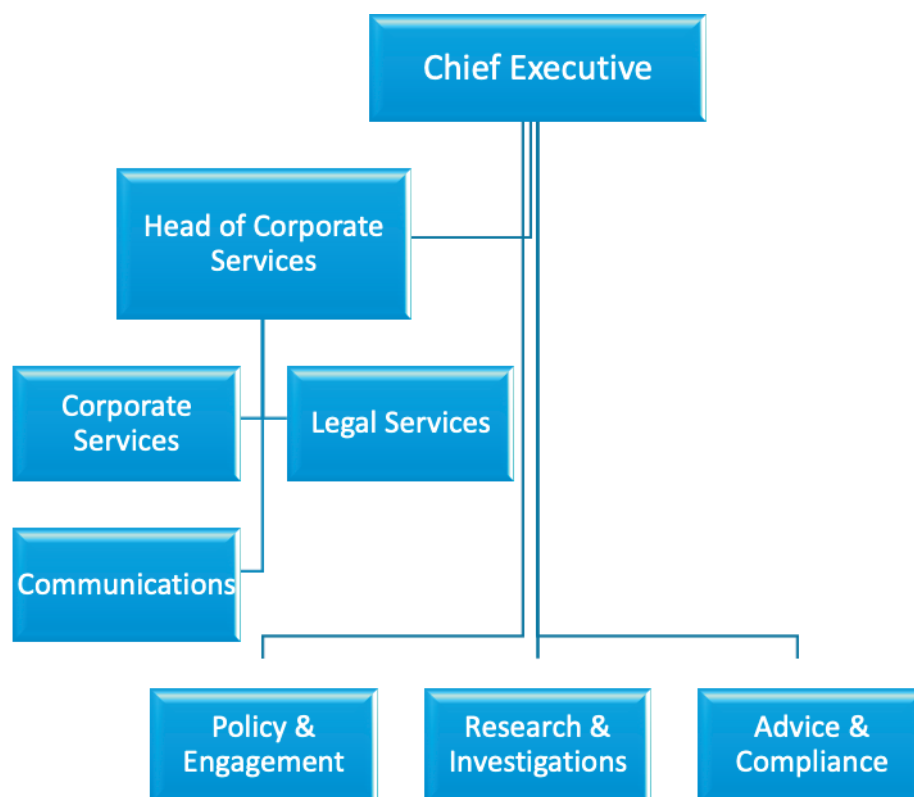 Chief Executive
Head of Corporate
Services
Corporate
Services
Legal Services
Communications
Policy &
Engagement
Research &
Investigations
Advice &
Compliance